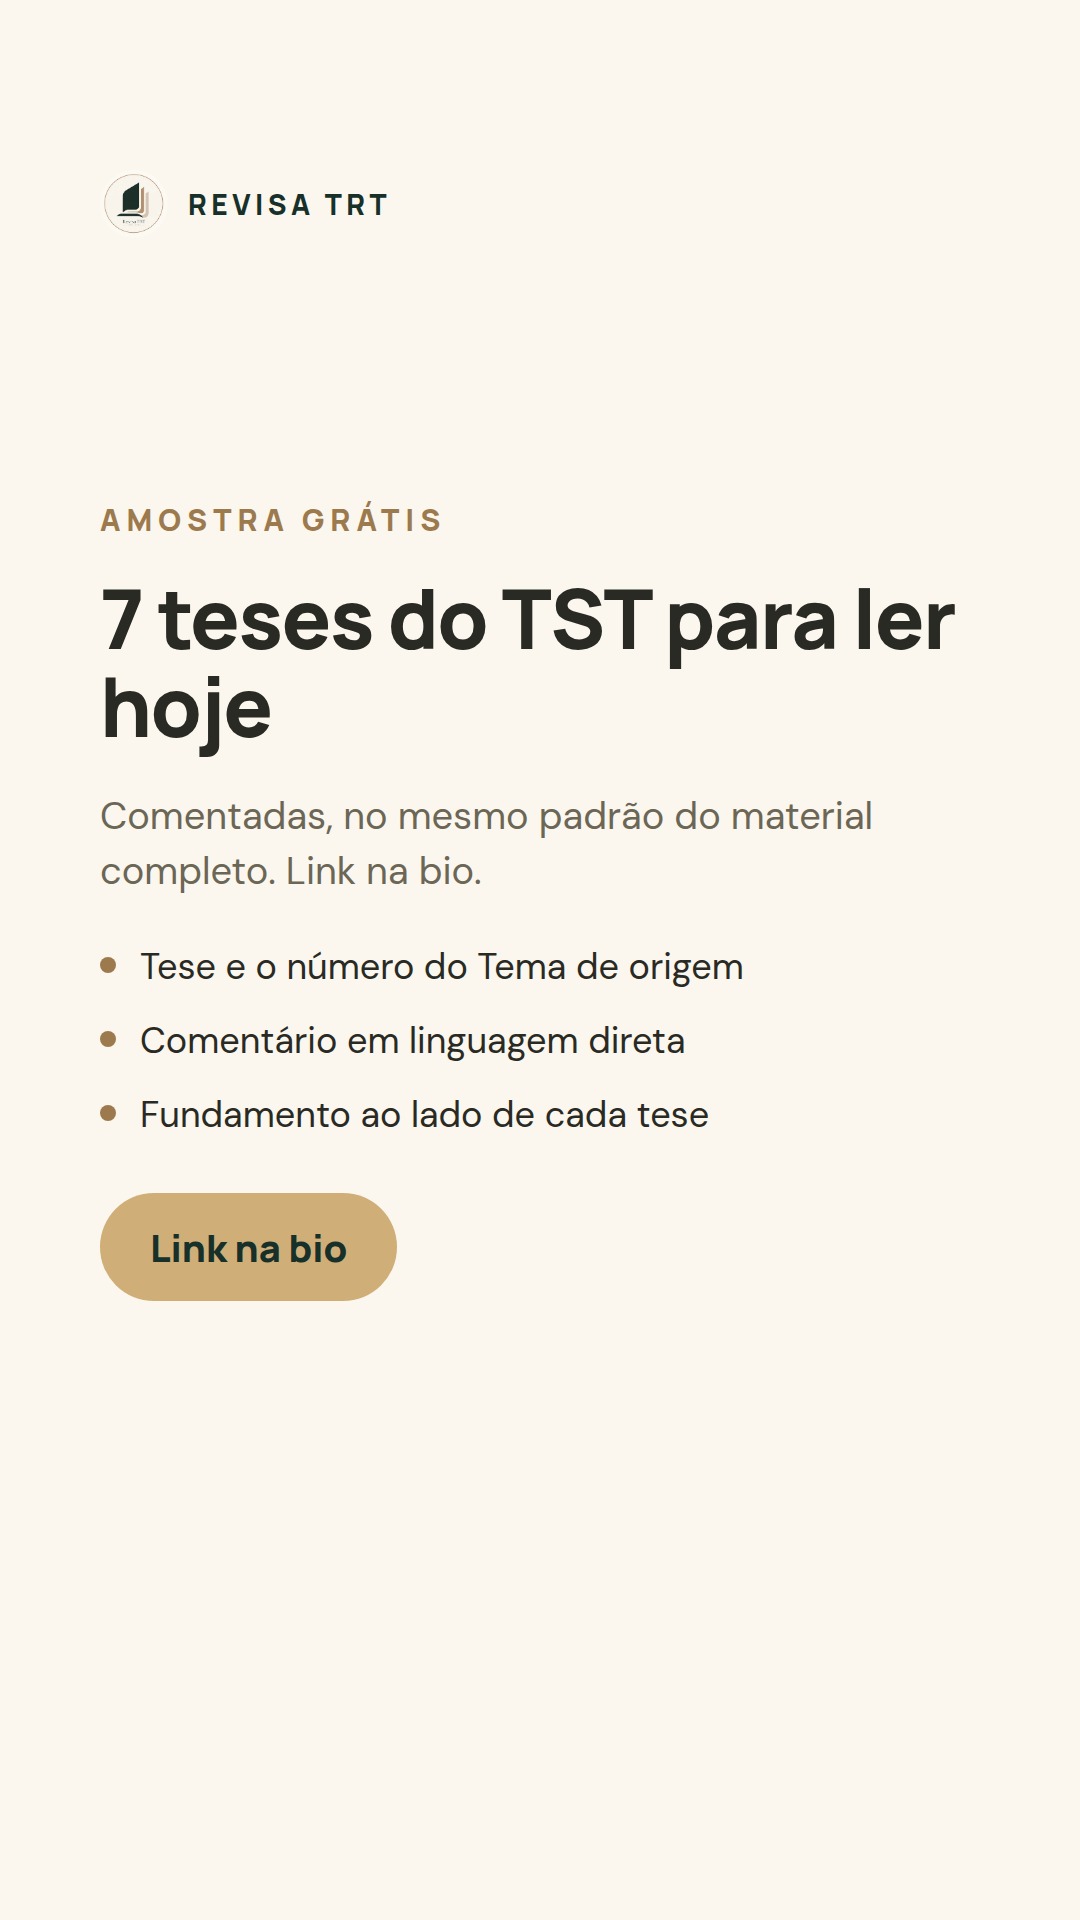 REVISA TRT
AMOSTRA GRÁTIS
7 teses do TST para ler
hoje
Comentadas, no mesmo padrão do material
completo. Link na bio.
Tese e o número do Tema de origem
Comentário em linguagem direta
Fundamento ao lado de cada tese
Link na bio